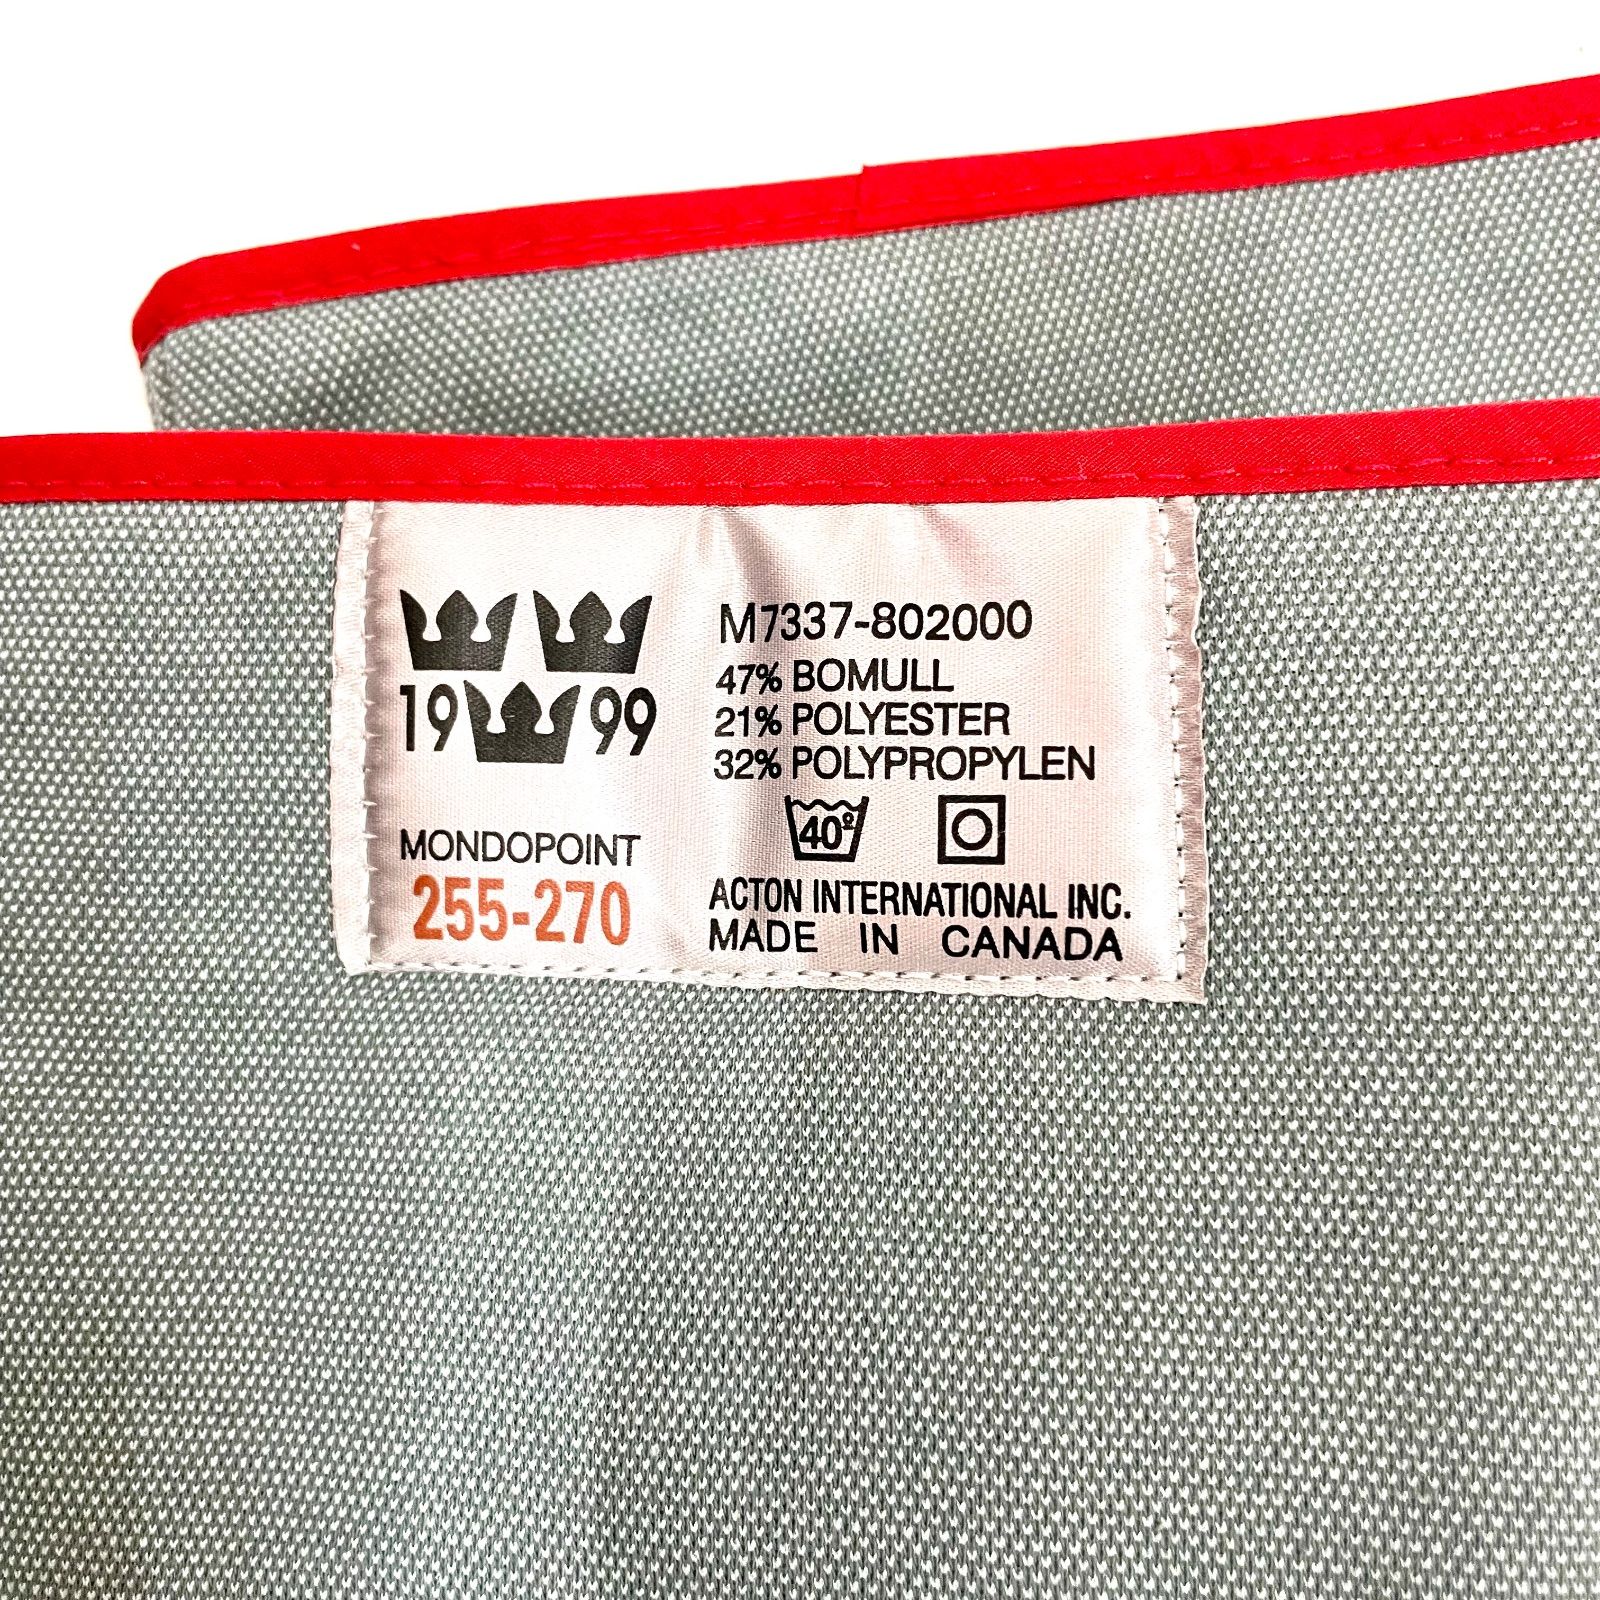 19 99
MONDOPOINT
255-270
M7337-802000
47% BOMULL
21% POLYESTER
32% POLYPROPYLEN
40º
ACTON INTERNATIONAL INC.
MADE IN CANADA